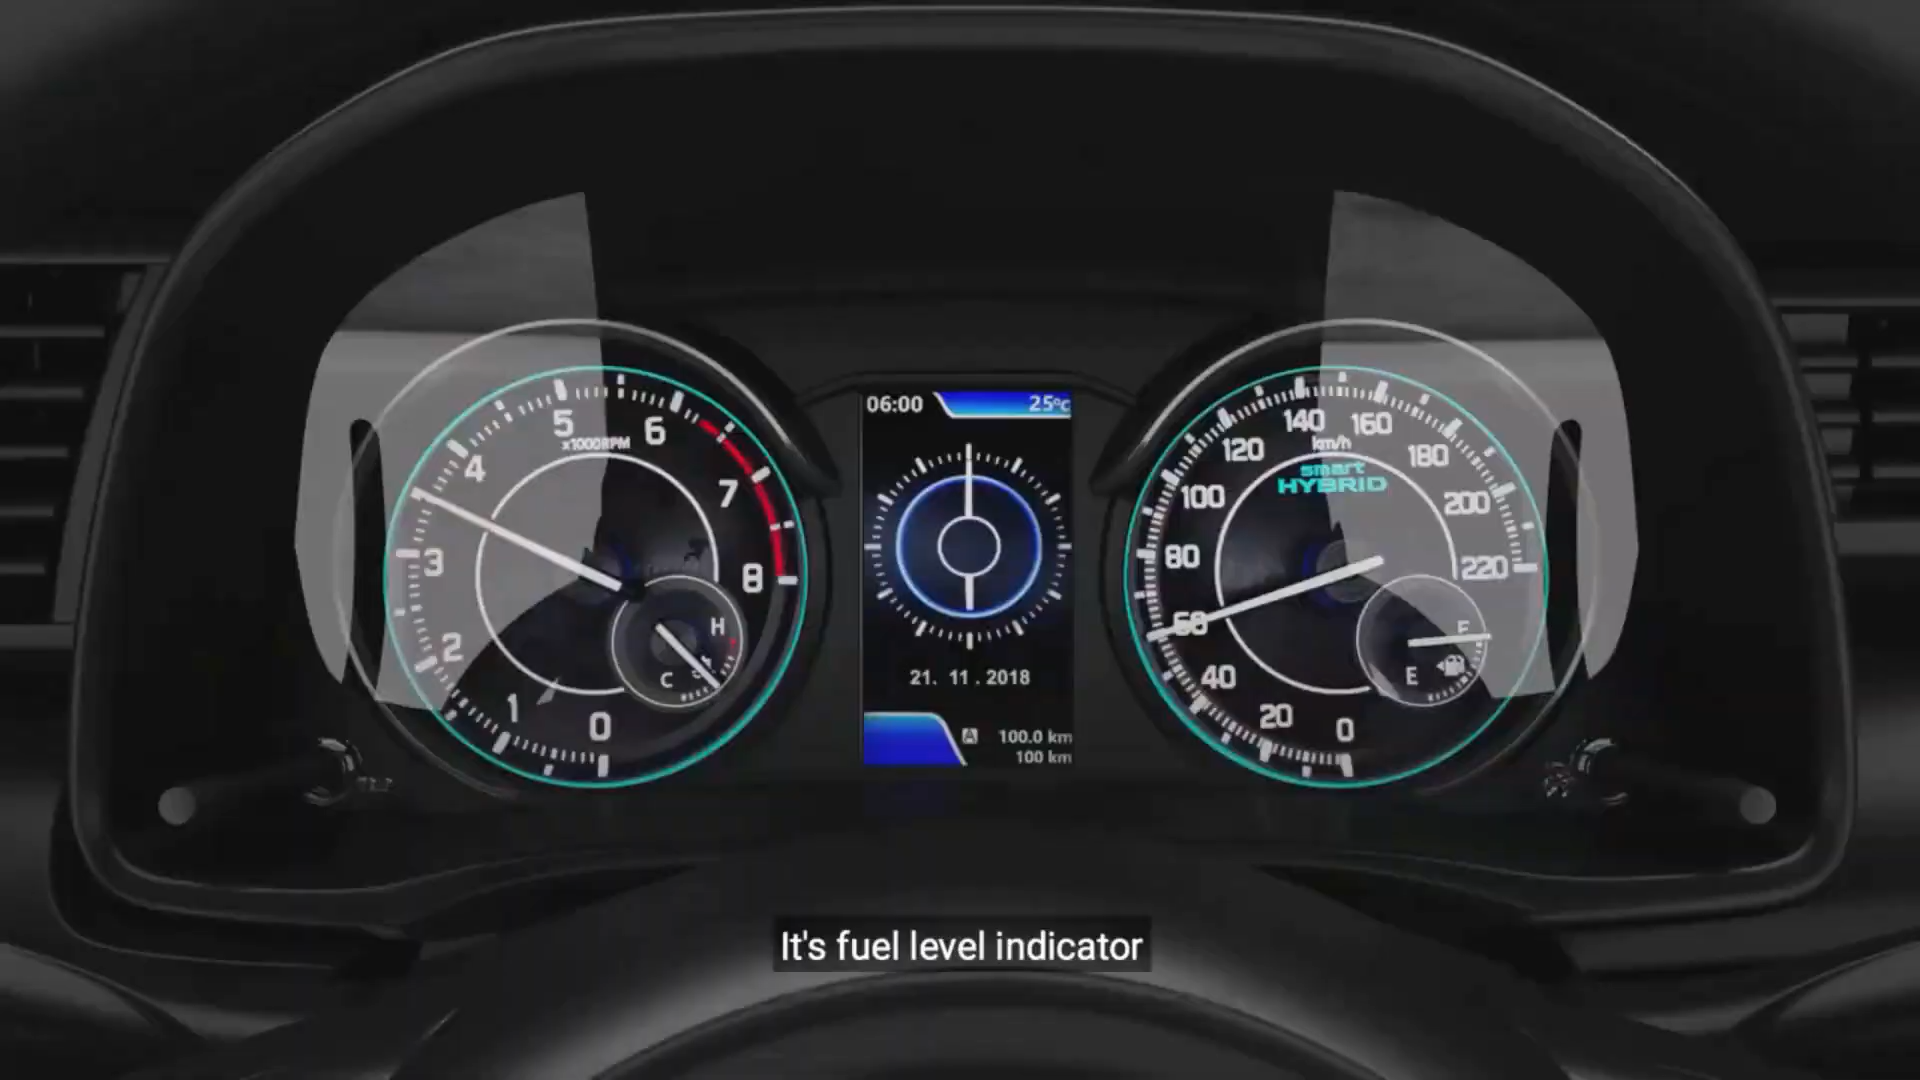 5
6
x1000RPM
4
7
3
8
2
H
C
1
0
06:00 25°C
21. 11 . 2018
A 100.0 km
100 km
140
160
km/h
120
180
smart
HYBRID
100
200
80
220
60
F
40
E
20
0
It's fuel level indicator